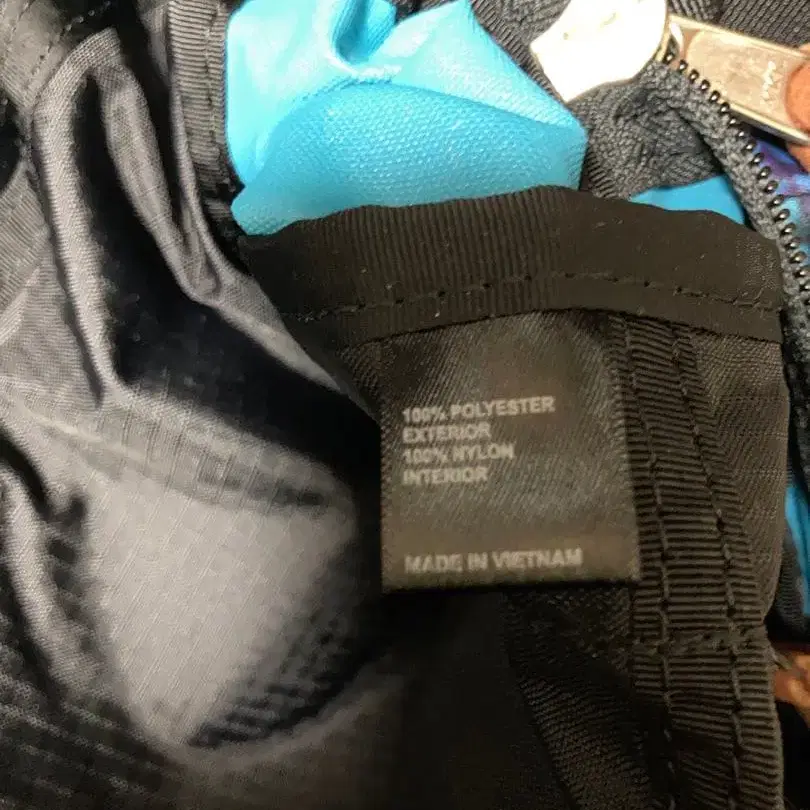 100% POLYESTER
EXTERIOR
100% NYLON
INTERIOR
MADE IN VIETNAM